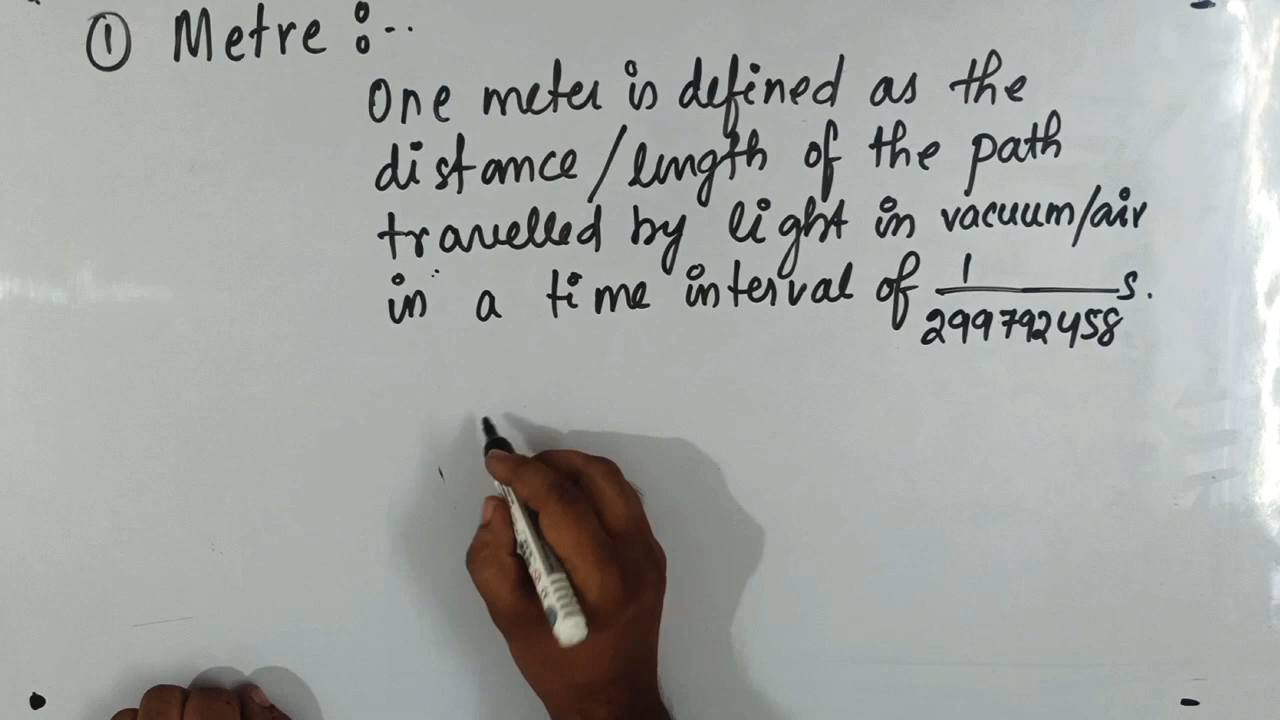 ① Metre :--
One meter is defined as the
distance/length of the path
travelled by light in vacuum/air
in a time interval of 1/299792458 s.